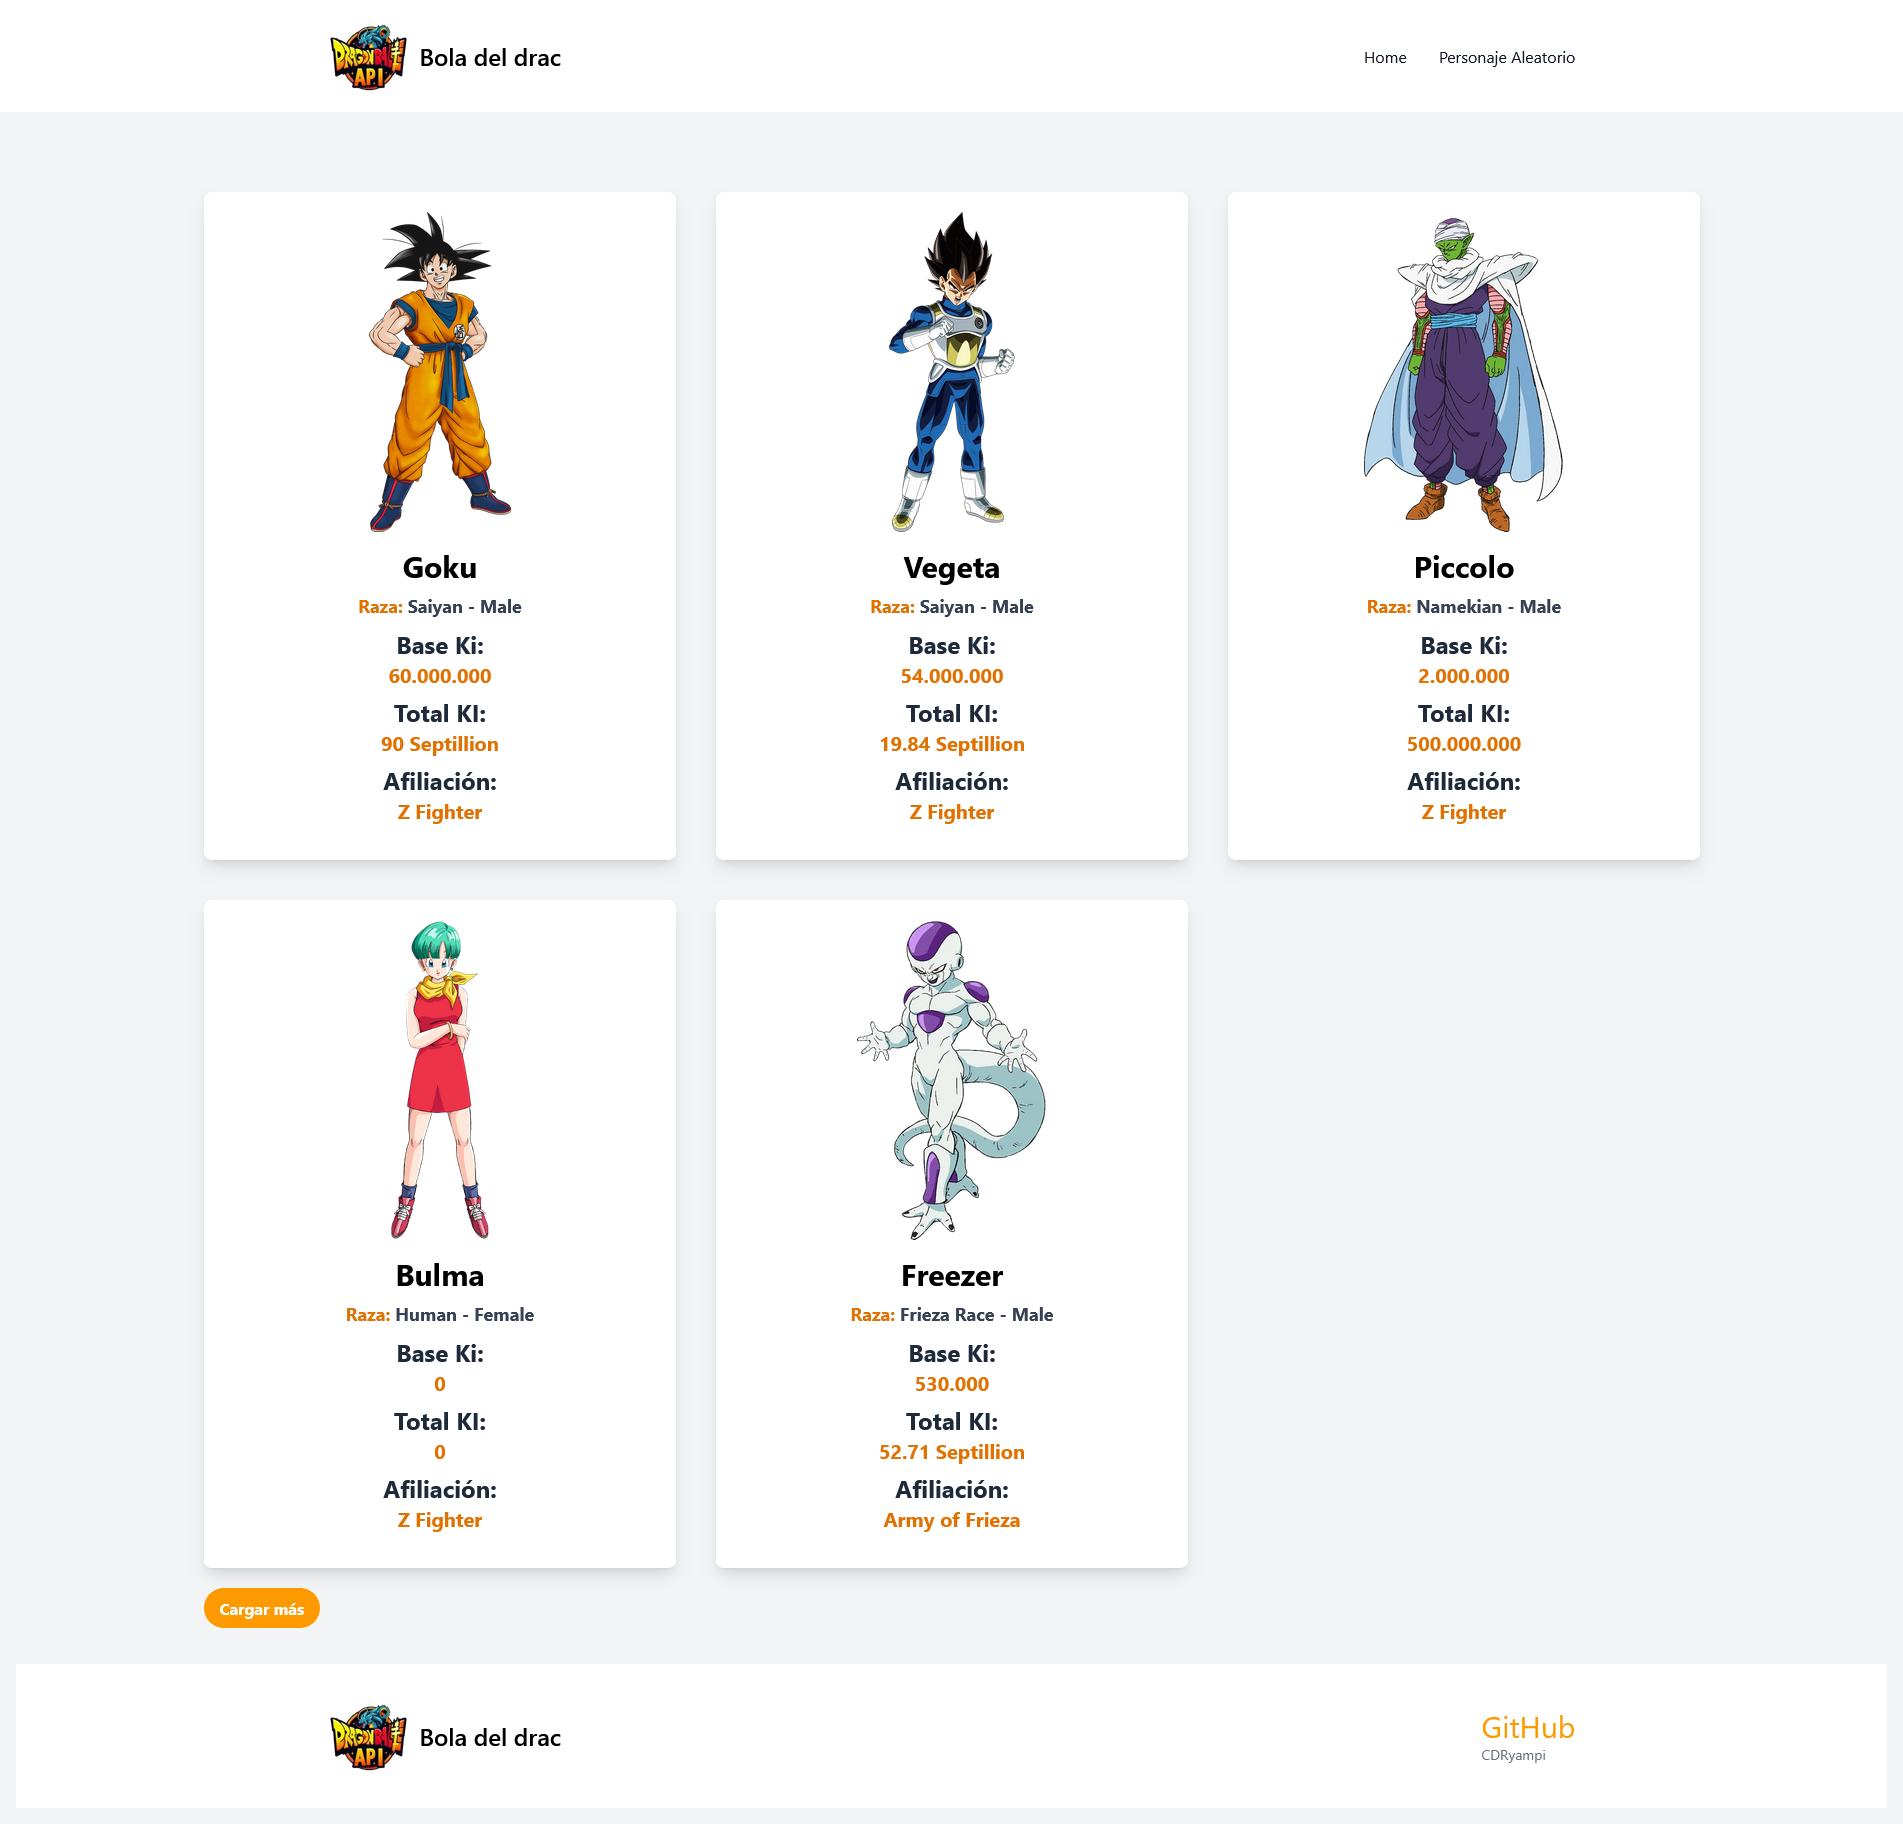 DRAGON BALL
API
Bola del drac
Home
Personaje Aleatorio
Goku
Raza: Saiyan - Male
Base Ki:
60.000.000
Total KI:
90 Septillion
Afiliación:
Z Fighter
Vegeta
Raza: Saiyan - Male
Base Ki:
54.000.000
Total KI:
19.84 Septillion
Afiliación:
Z Fighter
Piccolo
Raza: Namekian - Male
Base Ki:
2.000.000
Total KI:
500.000.000
Afiliación:
Z Fighter
Bulma
Raza: Human - Female
Base Ki:
0
Total KI:
0
Afiliación:
Z Fighter
Freezer
Raza: Frieza Race - Male
Base Ki:
530.000
Total KI:
52.71 Septillion
Afiliación:
Army of Frieza
Cargar más
DRAGON BALL
API
Bola del drac
GitHub
CDRyampi